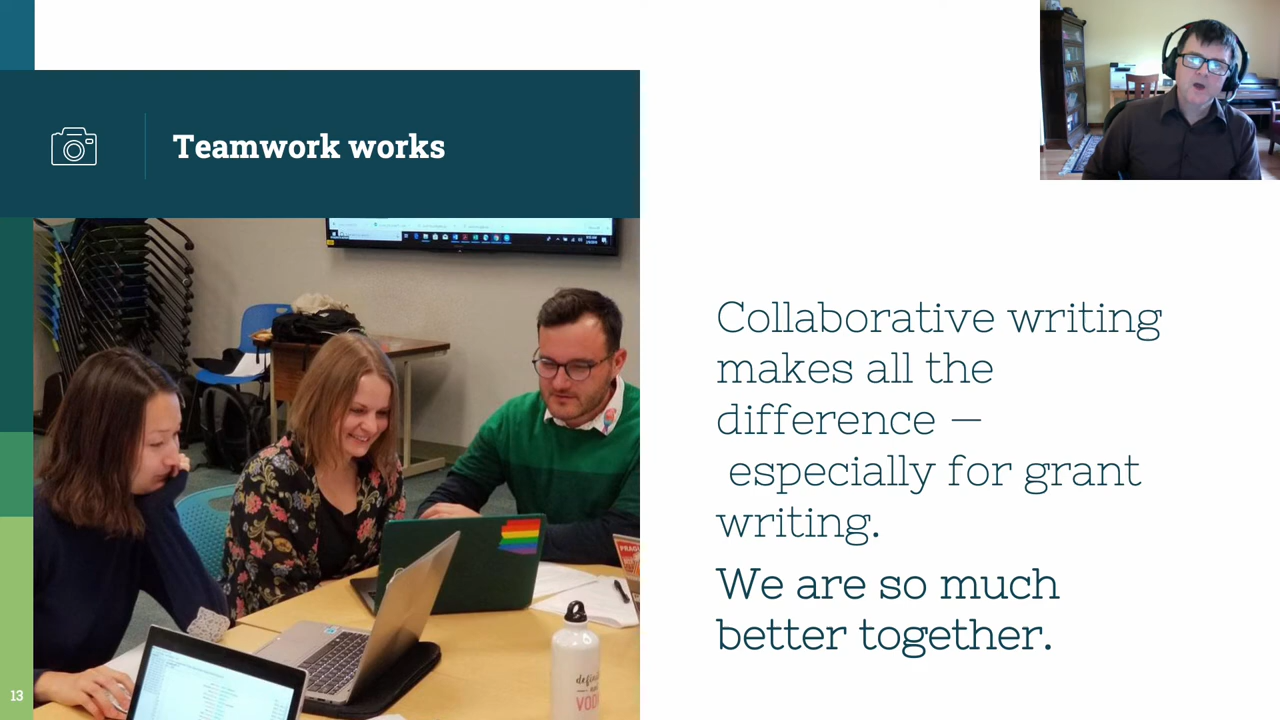 Teamwork works
Collaborative writing
makes all the
difference —
especially for grant
writing.
We are so much
better together.
13